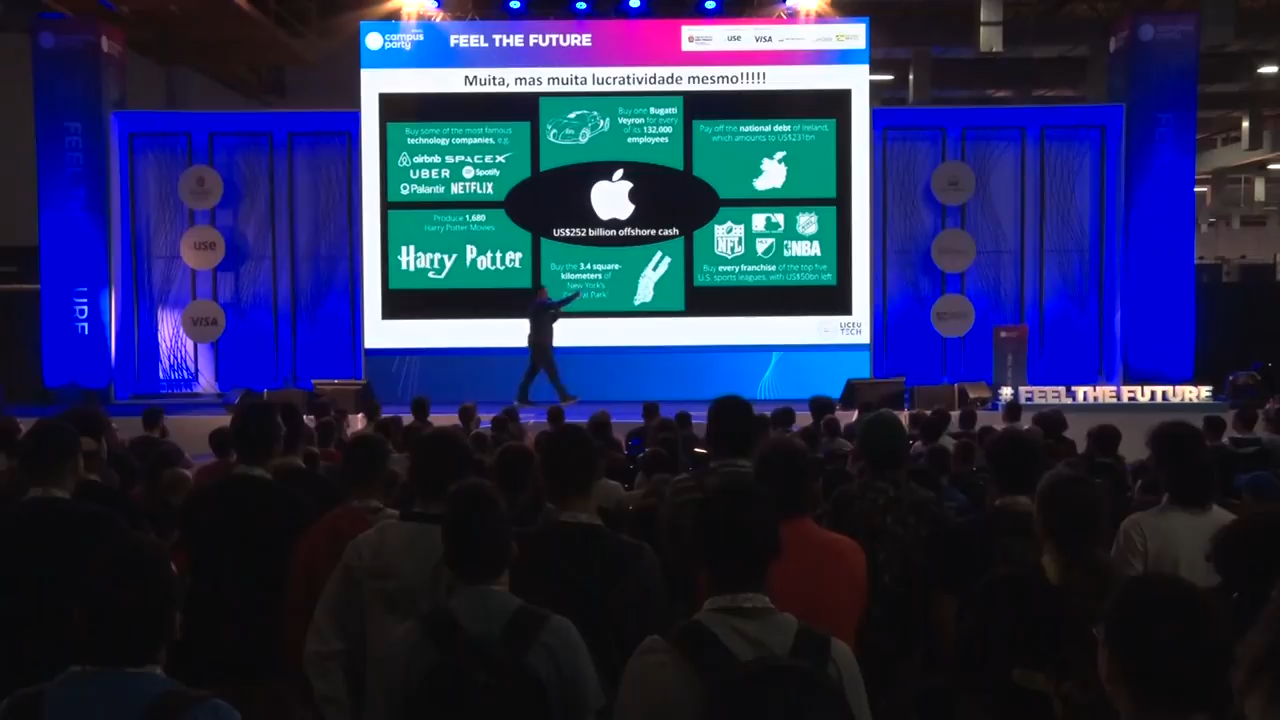 campus
party
FEEL THE FUTURE
use
VISA
Muita, mas muita lucratividade mesmo!!!!!
Buy some of the most famous
technology companies, e.g.
airbnb SPACEX
UBER Spotify
Palantir NETFLIX
Buy one Bugatti
Veyron for every
of its 132,000
employees
Pay off the national debt of Ireland,
which amounts to US$231bn
US$252 billion offshore cash
Produce 1,680
Harry Potter Movies
Harry Potter
Buy the 3.4 square-
kilometers of
New York's
Park!
NFL
NBA
Buy every franchise of the top five
U.S. sports leagues, with US$50bn left
LICEU
TECH
use
VISA
#FEELTHEFUTURE